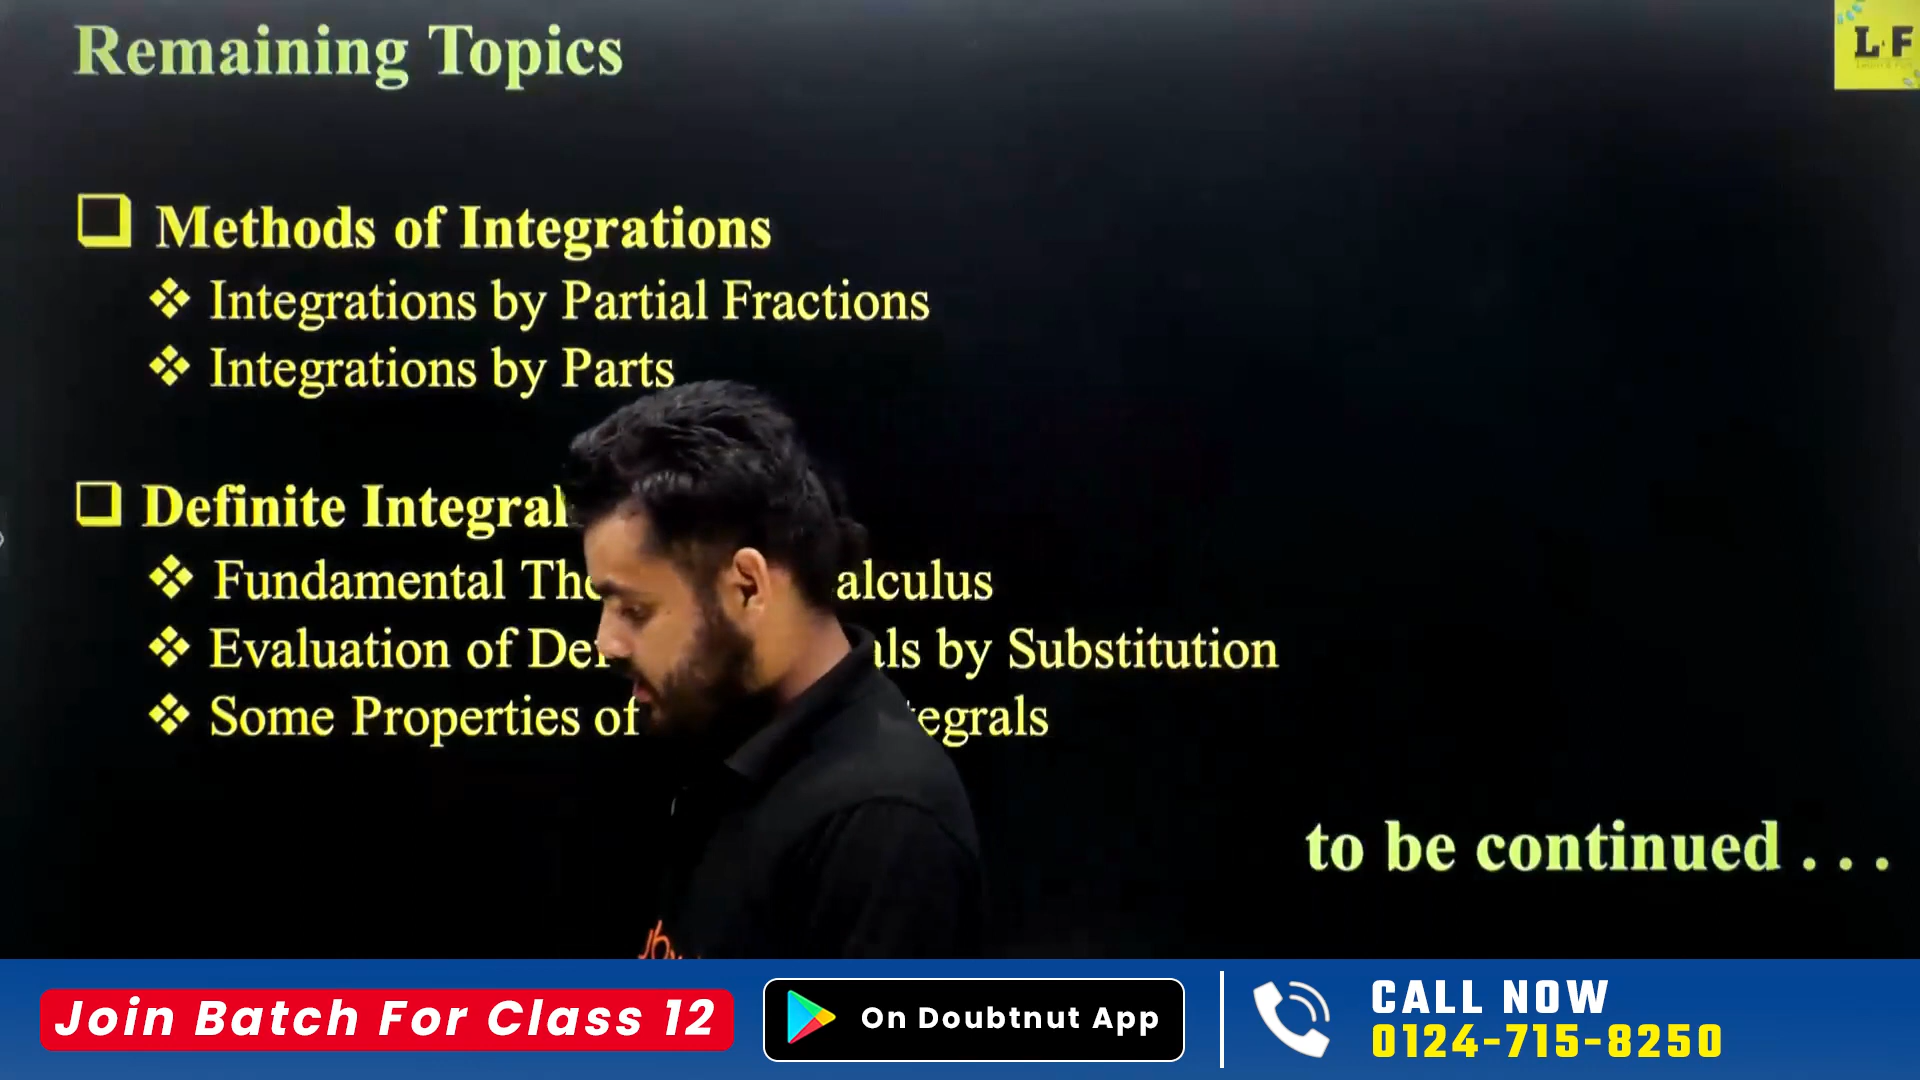 Remaining Topics
L F
Methods of Integrations
Integrations by Partial Fractions
Integrations by Parts
Definite Integral
Fundamental The alculus
Evaluation of De als by Substitution
Some Properties of tegrals
to be continued . . .
Join Batch For Class 12
On Doubtnut App
CALL NOW
0124-715-8250